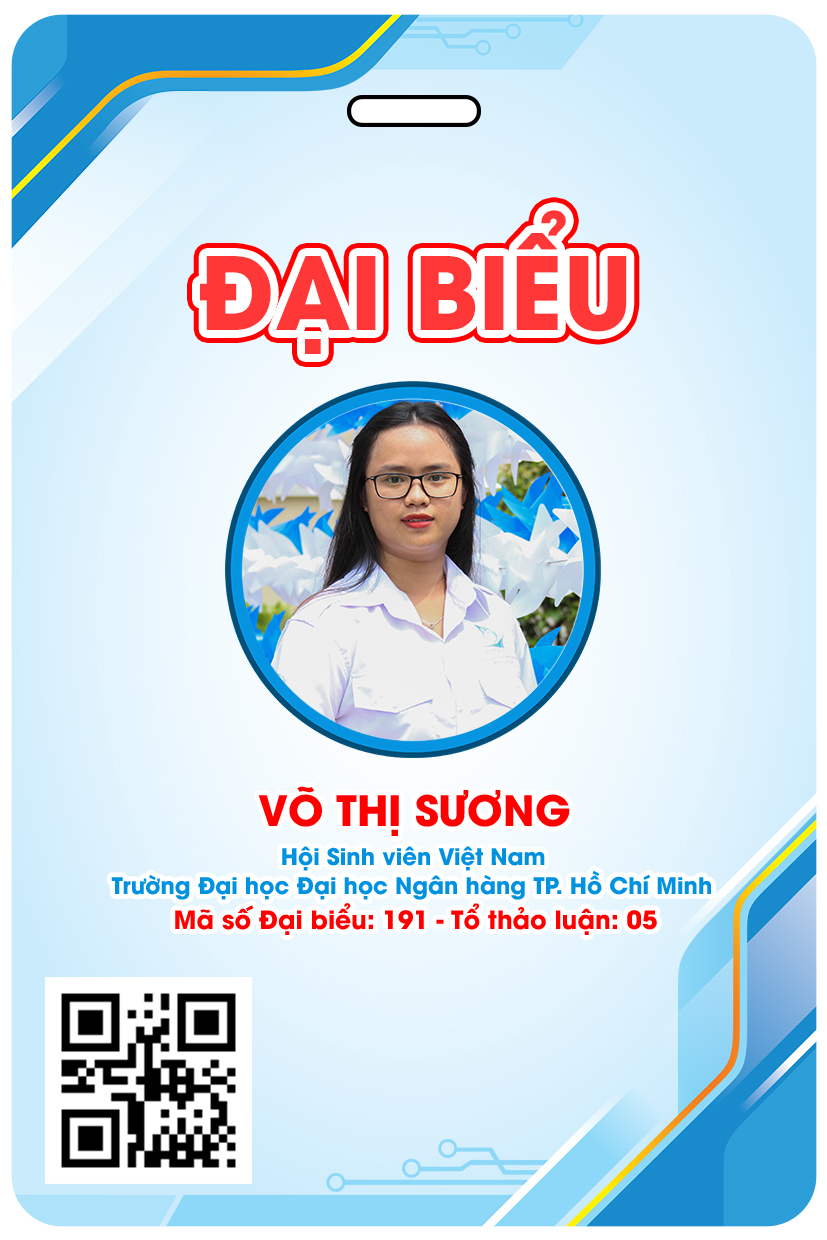 ĐẠI BIỂU
VÕ THỊ SƯƠNG
Hội Sinh viên Việt Nam
Trường Đại học Đại học Ngân hàng TP. Hồ Chí Minh
Mã số Đại biểu: 191 - Tổ thảo luận: 05